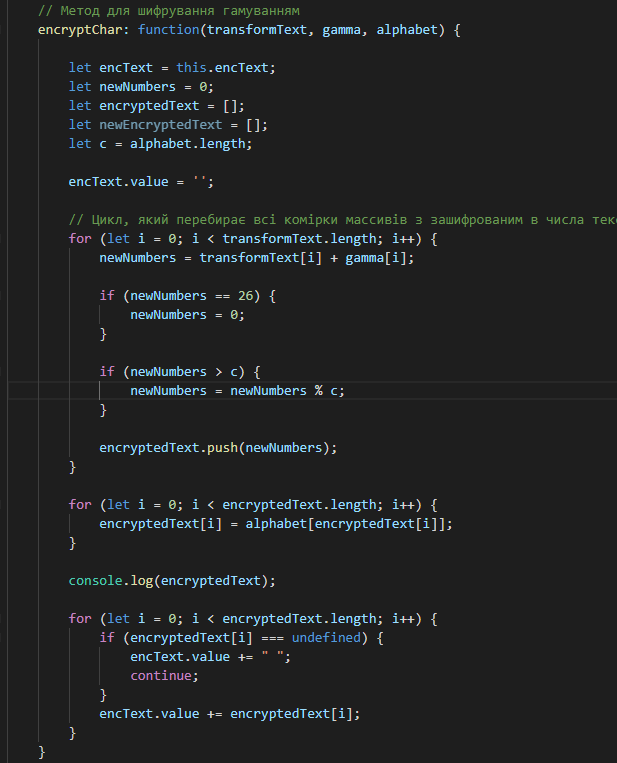 // Метод для шифрування гамуванням
encryptChar: function(transformText, gamma, alphabet) {
let encText = this.encText;
let newNumbers = 0;
let encryptedText = [];
let newEncryptedText = [];
let c = alphabet.length;
encText.value = '';
// Цикл, який перебирає всі комірки массивів з зашифрованим в числа тек
for (let i = 0; i < transformText.length; i++) {
newNumbers = transformText[i] + gamma[i];
if (newNumbers == 26) {
newNumbers = 0;
}
if (newNumbers > c) {
newNumbers = newNumbers % c;
}
encryptedText.push(newNumbers);
}
for (let i = 0; i < encryptedText.length; i++) {
encryptedText[i] = alphabet[encryptedText[i]];
}
console.log(encryptedText);
for (let i = 0; i < encryptedText.length; i++) {
if (encryptedText[i] === undefined) {
encText.value += " ";
continue;
}
encText.value += encryptedText[i];
}
}